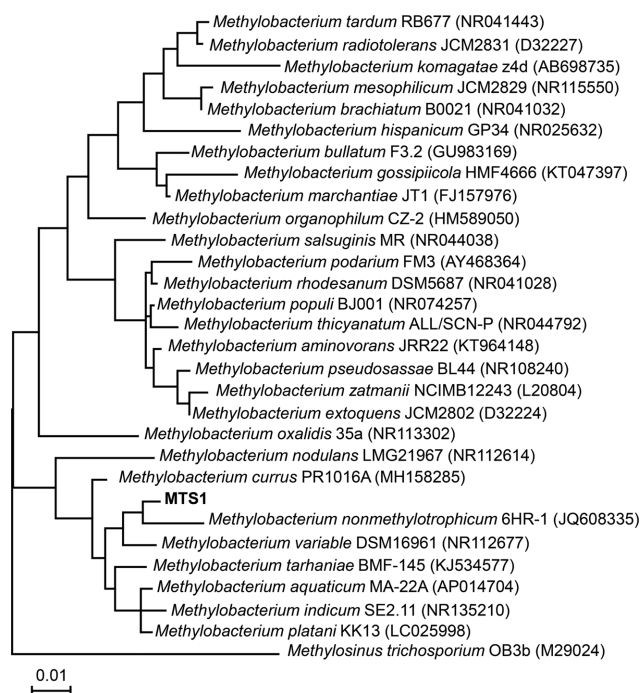 Methylobacterium tardum RB677 (NR041443)
Methylobacterium radiotolerans JCM2831 (D32227)
Methylobacterium komagatae z4d (AB698735)
Methylobacterium mesophilicum JCM2829 (NR115550)
Methylobacterium brachiatum B0021 (NR041032)
Methylobacterium hispanicum GP34 (NR025632)
Methylobacterium bullatum F3.2 (GU983169)
Methylobacterium gossipiicola HMF4666 (KT047397)
Methylobacterium marchantiae JT1 (FJ157976)
Methylobacterium organophilum CZ-2 (HM589050)
Methylobacterium salsuginis MR (NR044038)
Methylobacterium podarium FM3 (AY468364)
Methylobacterium rhodesanum DSM5687 (NR041028)
Methylobacterium populi BJ001 (NR074257)
Methylobacterium thicyanatum ALL/SCN-P (NR044792)
Methylobacterium aminovorans JRR22 (KT964148)
Methylobacterium pseudosassae BL44 (NR108240)
Methylobacterium zatmanii NCIMB12243 (L20804)
Methylobacterium extoquens JCM2802 (D32224)
Methylobacterium oxalidis 35a (NR113302)
Methylobacterium nodulans LMG21967 (NR112614)
Methylobacterium currus PR1016A (MH158285)
MTS1
Methylobacterium nonmethylotrophicum 6HR-1 (JQ608335)
Methylobacterium variable DSM16961 (NR112677)
Methylobacterium tarhaniae BMF-145 (KJ534577)
Methylobacterium aquaticum MA-22A (AP014704)
Methylobacterium indicum SE2.11 (NR135210)
Methylobacterium platani KK13 (LC025998)
Methylosinus trichosporium OB3b (M29024)
0.01